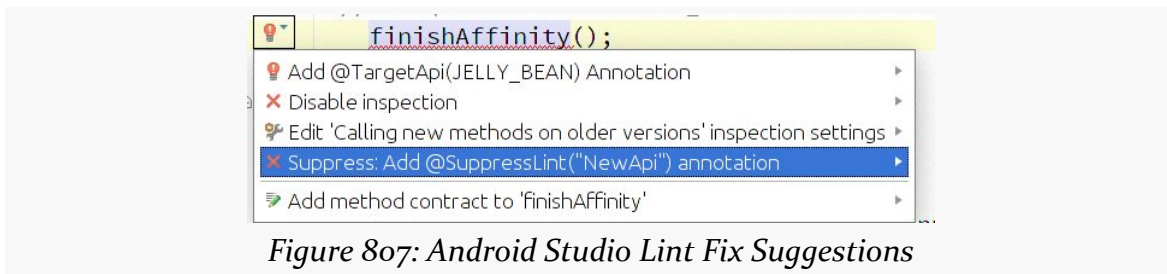 finishAffinity();
Add @TargetApi(JELLY_BEAN) Annotation
Disable inspection
Edit 'Calling new methods on older versions' inspection settings
Suppress: Add @SuppressLint("NewApi") annotation
Add method contract to 'finishAffinity'
Figure 807: Android Studio Lint Fix Suggestions